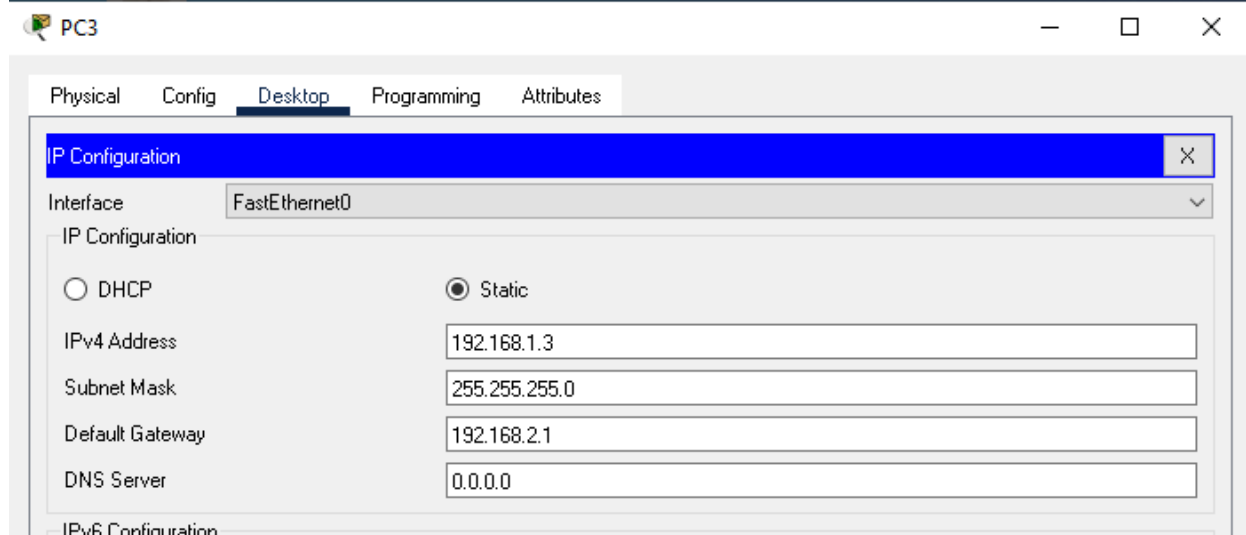 PC3
Physical Config Desktop Programming Attributes
IP Configuration X
Interface FastEthernet0
IP Configuration
DHCP Static
IPv4 Address 192.168.1.3
Subnet Mask 255.255.255.0
Default Gateway 192.168.2.1
DNS Server 0.0.0.0
IPv6 Configuration